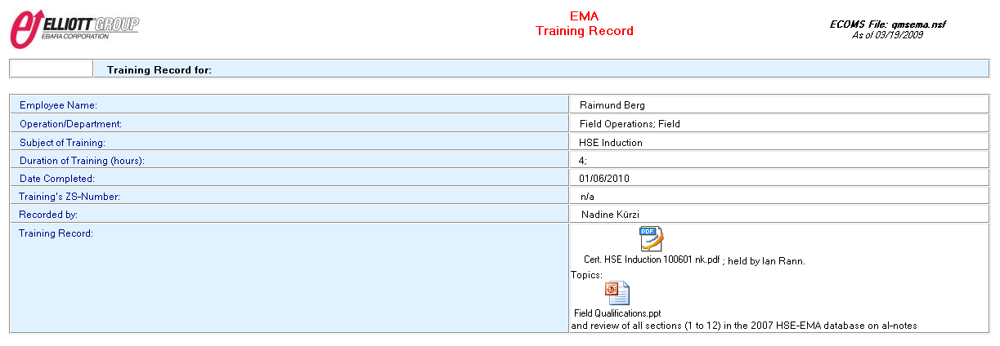 ELLIOTT GROUP
EBARA CORPORATION
EMA
Training Record
ECOMS File: qmsema.nsf
As of 03/19/2009
Training Record for:
Employee Name: Raimund Berg
Operation/Department: Field Operations; Field
Subject of Training: HSE Induction
Duration of Training (hours): 4;
Date Completed: 01/06/2010
Training's ZS-Number: n/a
Recorded by: Nadine Kürzi
Training Record:
PDF
Cert. HSE Induction 100601 nk.pdf ; held by Ian Rann.
Topics:
Field Qualifications.ppt
and review of all sections (1 to 12) in the 2007 HSE-EMA database on al-notes